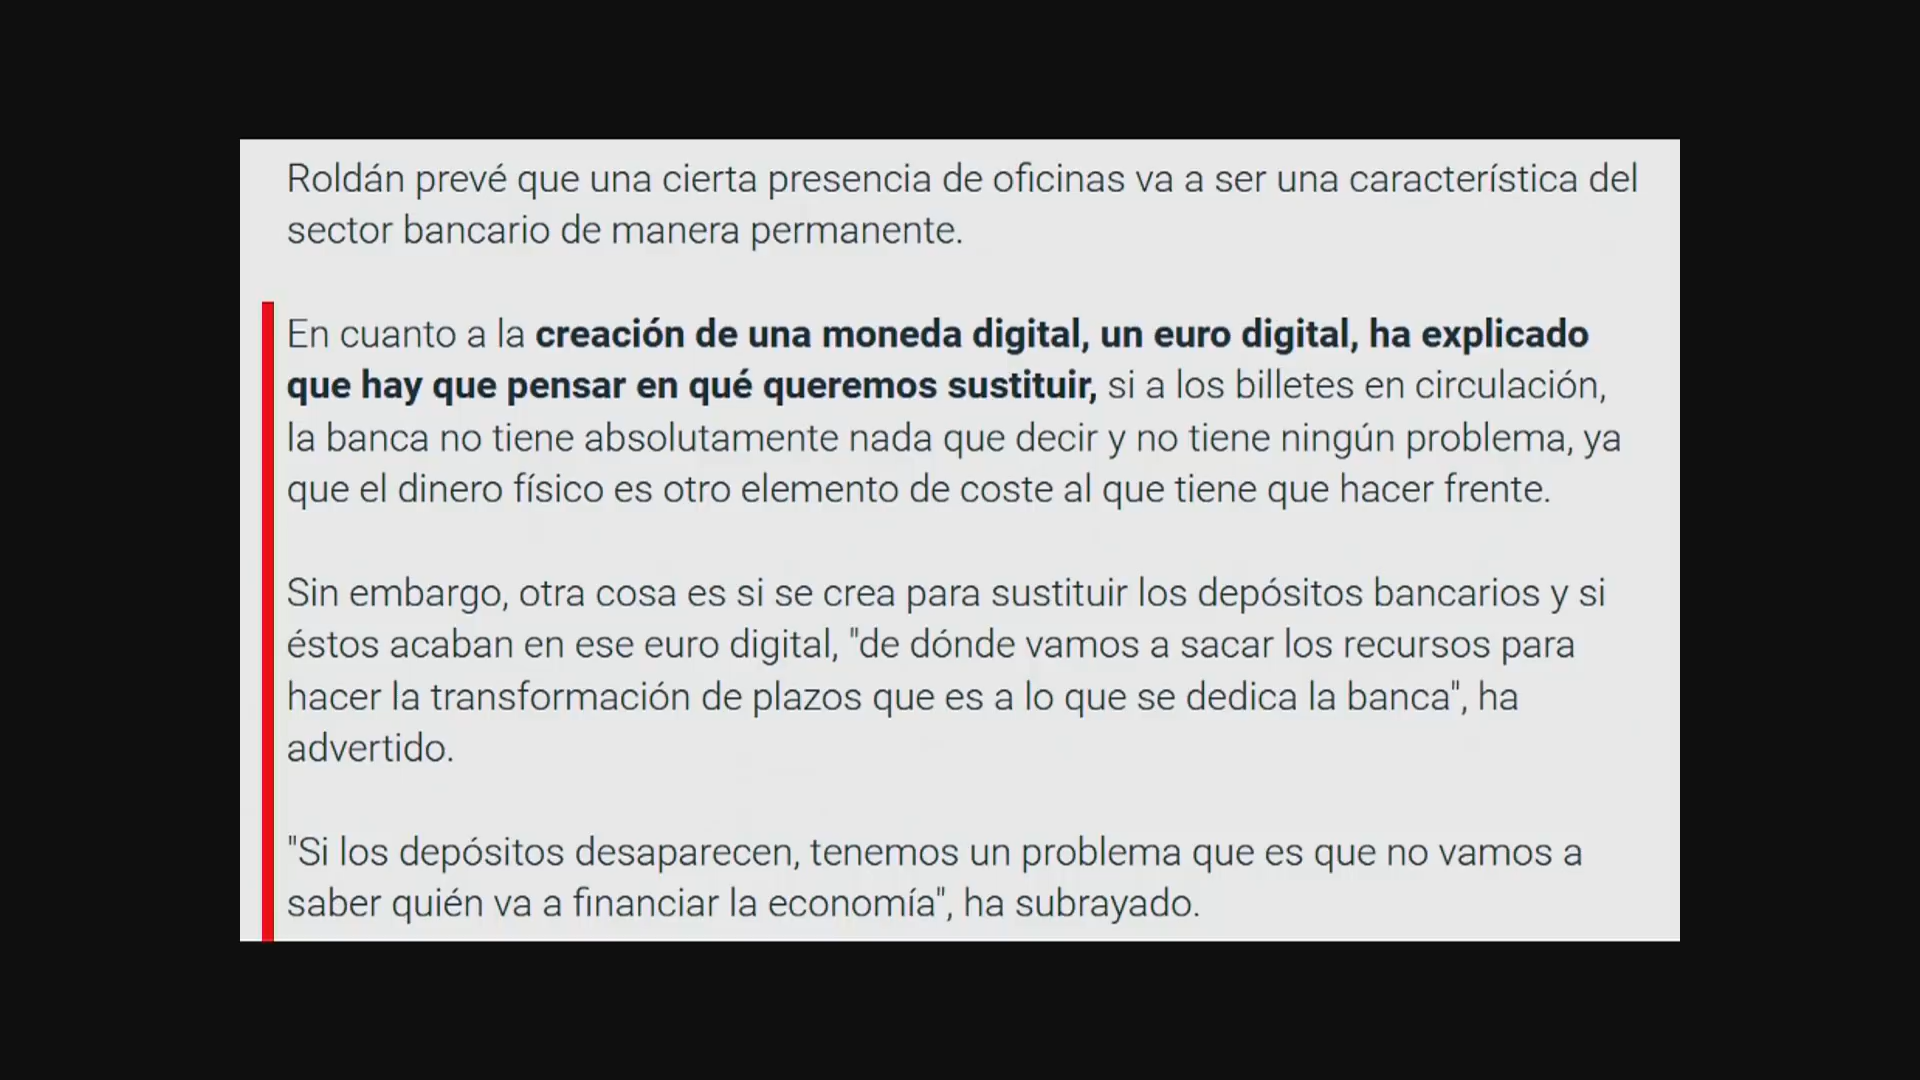 Roldán prevé que una cierta presencia de oficinas va a ser una característica del
sector bancario de manera permanente.
En cuanto a la creación de una moneda digital, un euro digital, ha explicado
que hay que pensar en qué queremos sustituir, si a los billetes en circulación,
la banca no tiene absolutamente nada que decir y no tiene ningún problema, ya
que el dinero físico es otro elemento de coste al que tiene que hacer frente.
Sin embargo, otra cosa es si se crea para sustituir los depósitos bancarios y si
éstos acaban en ese euro digital, "de dónde vamos a sacar los recursos para
hacer la transformación de plazos que es a lo que se dedica la banca", ha
advertido.
"Si los depósitos desaparecen, tenemos un problema que es que no vamos a
saber quién va a financiar la economía", ha subrayado.